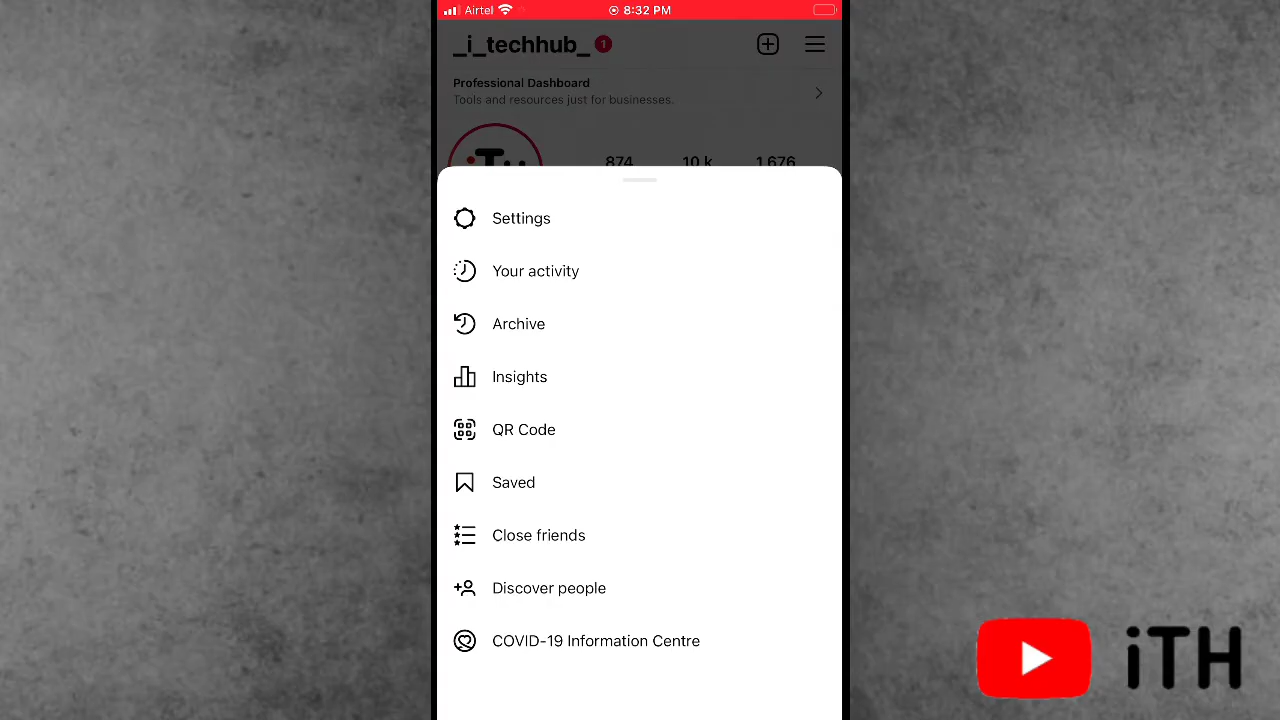 Airtel 8:32 PM
_i_techhub_ 1
Professional Dashboard
Tools and resources just for businesses.
iTH
874 10 k 1,676
Settings
Your activity
Archive
Insights
QR Code
Saved
Close friends
Discover people
COVID-19 Information Centre
iTH